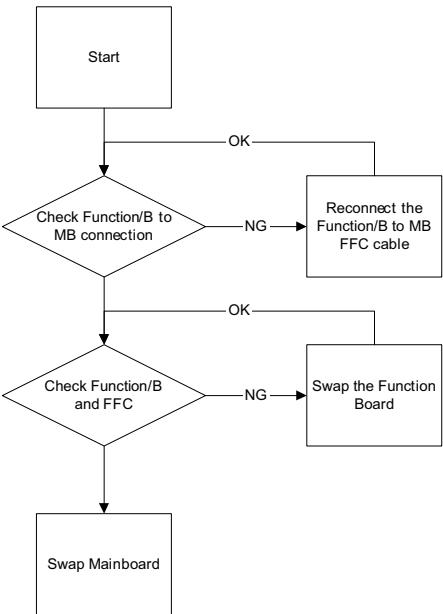 Start
OK
Check Function/B to
MB connection
NG
Reconnect the
Function/B to MB
FFC cable
OK
Check Function/B
and FFC
NG
Swap the Function
Board
Swap Mainboard